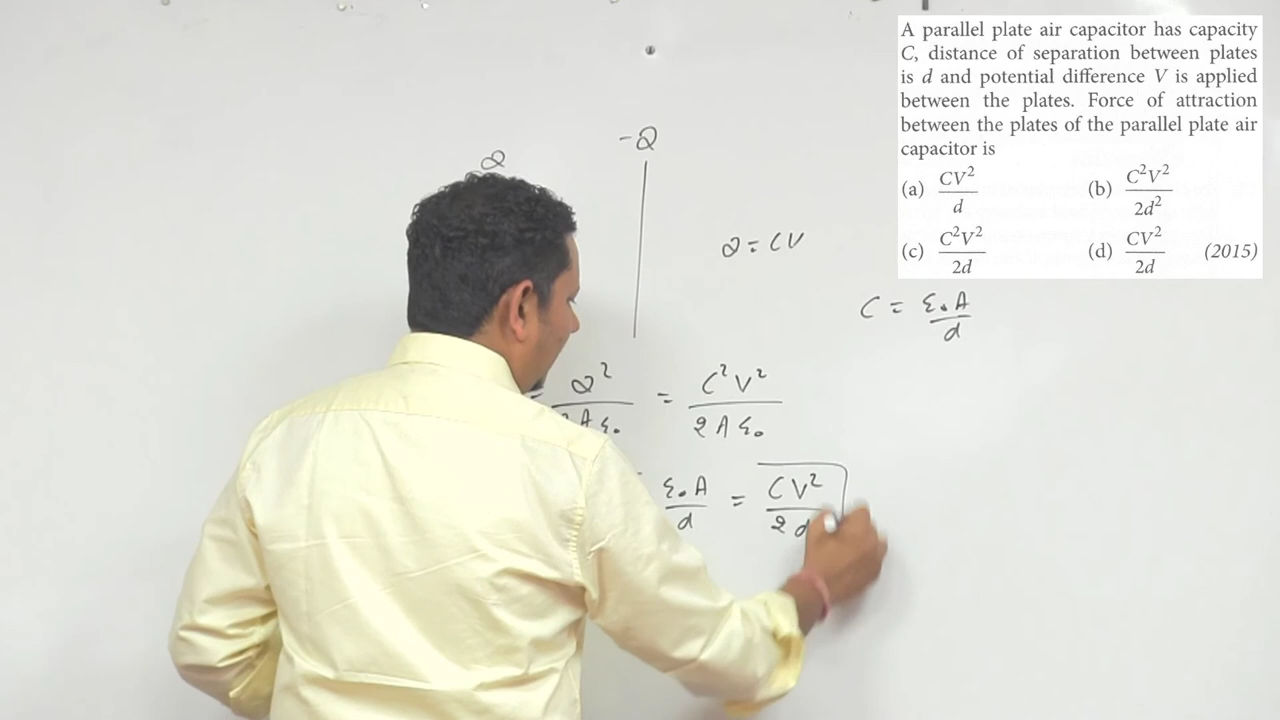 A parallel plate air capacitor has capacity
C, distance of separation between plates
is d and potential difference V is applied
between the plates. Force of attraction
between the plates of the parallel plate air
capacitor is
(a) CV²/d (b) C²V²/2d²
(c) C²V²/2d (d) CV²/2d (2015)
Q -Q
Q = CV
C = ε₀A/d
= Q²/2Aε₀ = C²V²/2Aε₀
ε₀A/d = CV²/2d